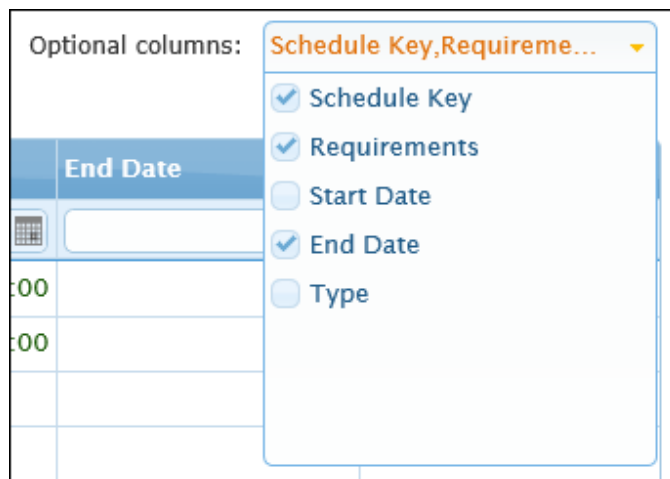 Optional columns:
Schedule Key,Requireme...
Schedule Key
Requirements
Start Date
End Date
Type
End Date
:00
:00